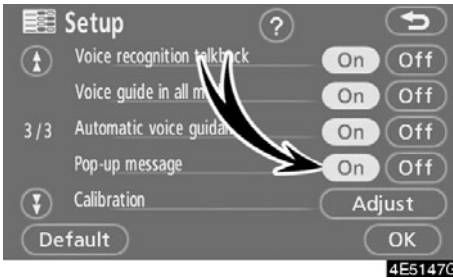 Setup
?
Voice recognition talkback On Off
Voice guide in all On Off
3/3 Automatic voice On Off
Pop-up message On Off
Calibration Adjust
Default OK
4E5147G